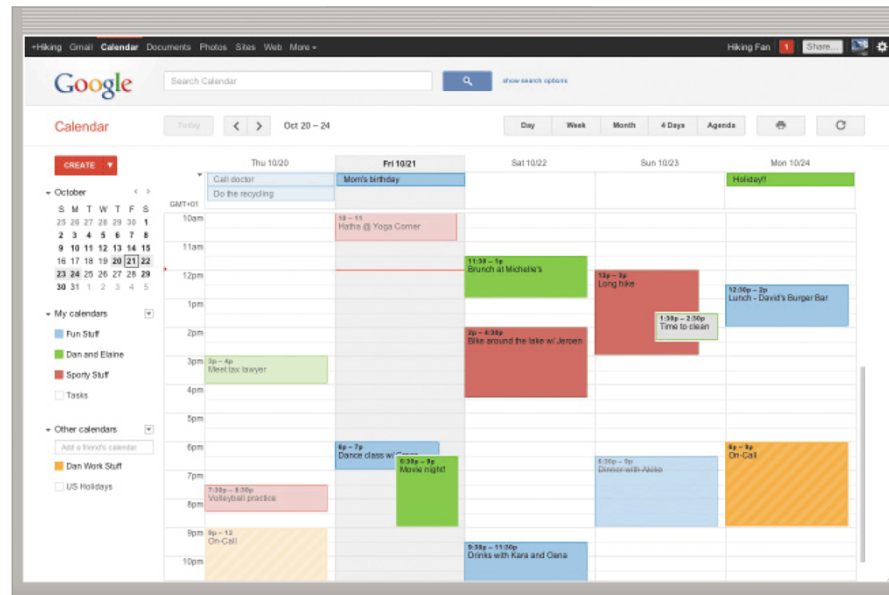 +Hiking Gmail Calendar Documents Photos Sites Web More
Hiking Fan 1 Share...
Google
Search Calendar
show search options
Calendar
Today
Oct 20 – 24
Day Week Month 4 Days Agenda
CREATE
Thu 10/20 Fri 10/21 Sat 10/22 Sun 10/23 Mon 10/24
Call doctor
Mom's birthday
Holiday!!
Do the recycling
GMT+01
October
S M T W T F S
25 26 27 28 29 30 1
2 3 4 5 6 7 8
9 10 11 12 13 14 15
16 17 18 19 20 21 22
23 24 25 26 27 28 29
30 31 1 2 3 4 5
My calendars
Fun Stuff
Dan and Elaine
Sporty Stuff
Tasks
Other calendars
Add a friend's calendar
Dan Work Stuff
US Holidays
10am
11am
12pm
1pm
2pm
3pm
4pm
5pm
6pm
7pm
8pm
9pm
10pm
3p – 4p
Meet tax lawyer
7:30p – 8:30p
Volleyball practice
9p – 12
On-Call
10 – 11
Hatha @ Yoga Corner
6p – 7p
Dance class w/
6:30p – 9p
Movie night!
11:30 – 1p
Brunch at Michelle's
2p – 4:30p
Bike around the lake w/ Jeroen
9:30p – 11:30p
Drinks with Kara and Oana
12p – 3p
Long hike
1:30p – 2:30p
Time to clean
6:30p – 9p
Dinner with Akiko
12:30p – 2p
Lunch - David's Burger Bar
6p – 9p
On-Call